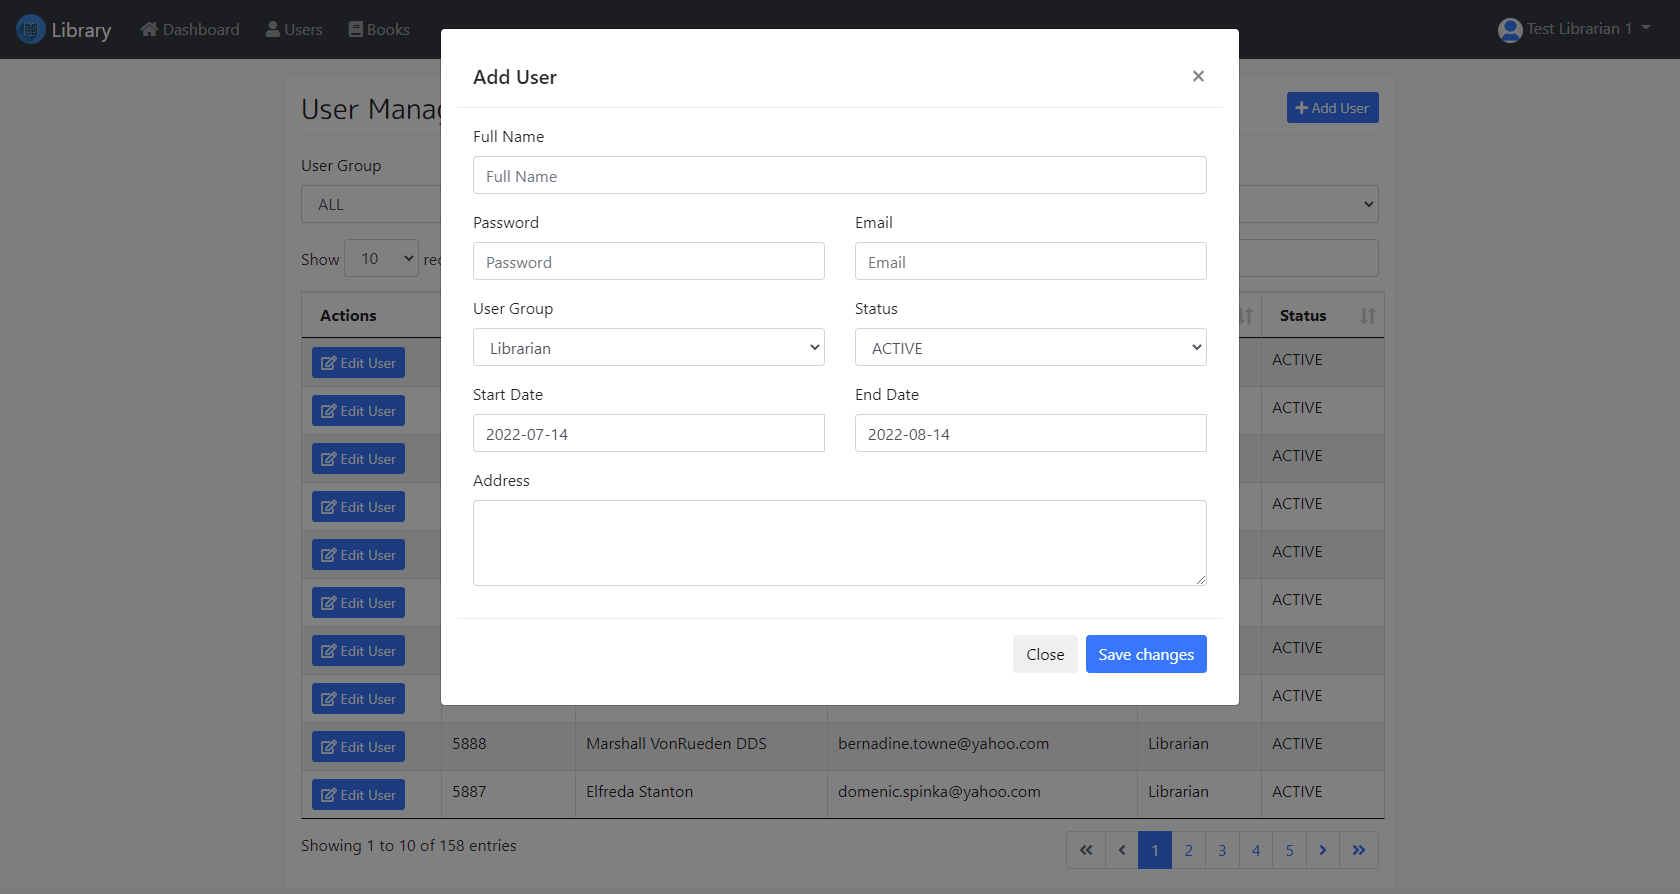 Library Dashboard Users Books Test Librarian 1
Add User ×
User Manag + Add User
Full Name
Full Name
User Group
ALL
Password Email
Password Email
Show 10
User Group Status
Librarian ACTIVE
Actions Status
Start Date End Date
2022-07-14 2022-08-14
Address
Edit User ACTIVE
Edit User ACTIVE
Edit User ACTIVE
Edit User ACTIVE
Edit User ACTIVE
Edit User ACTIVE
Edit User ACTIVE
Edit User ACTIVE
Close Save changes
Edit User 5888 Marshall VonRueden DDS bernadine.towne@yahoo.com Librarian ACTIVE
Edit User 5887 Elfreda Stanton domenic.spinka@yahoo.com Librarian ACTIVE
Showing 1 to 10 of 158 entries « ‹ 1 2 3 4 5 › »